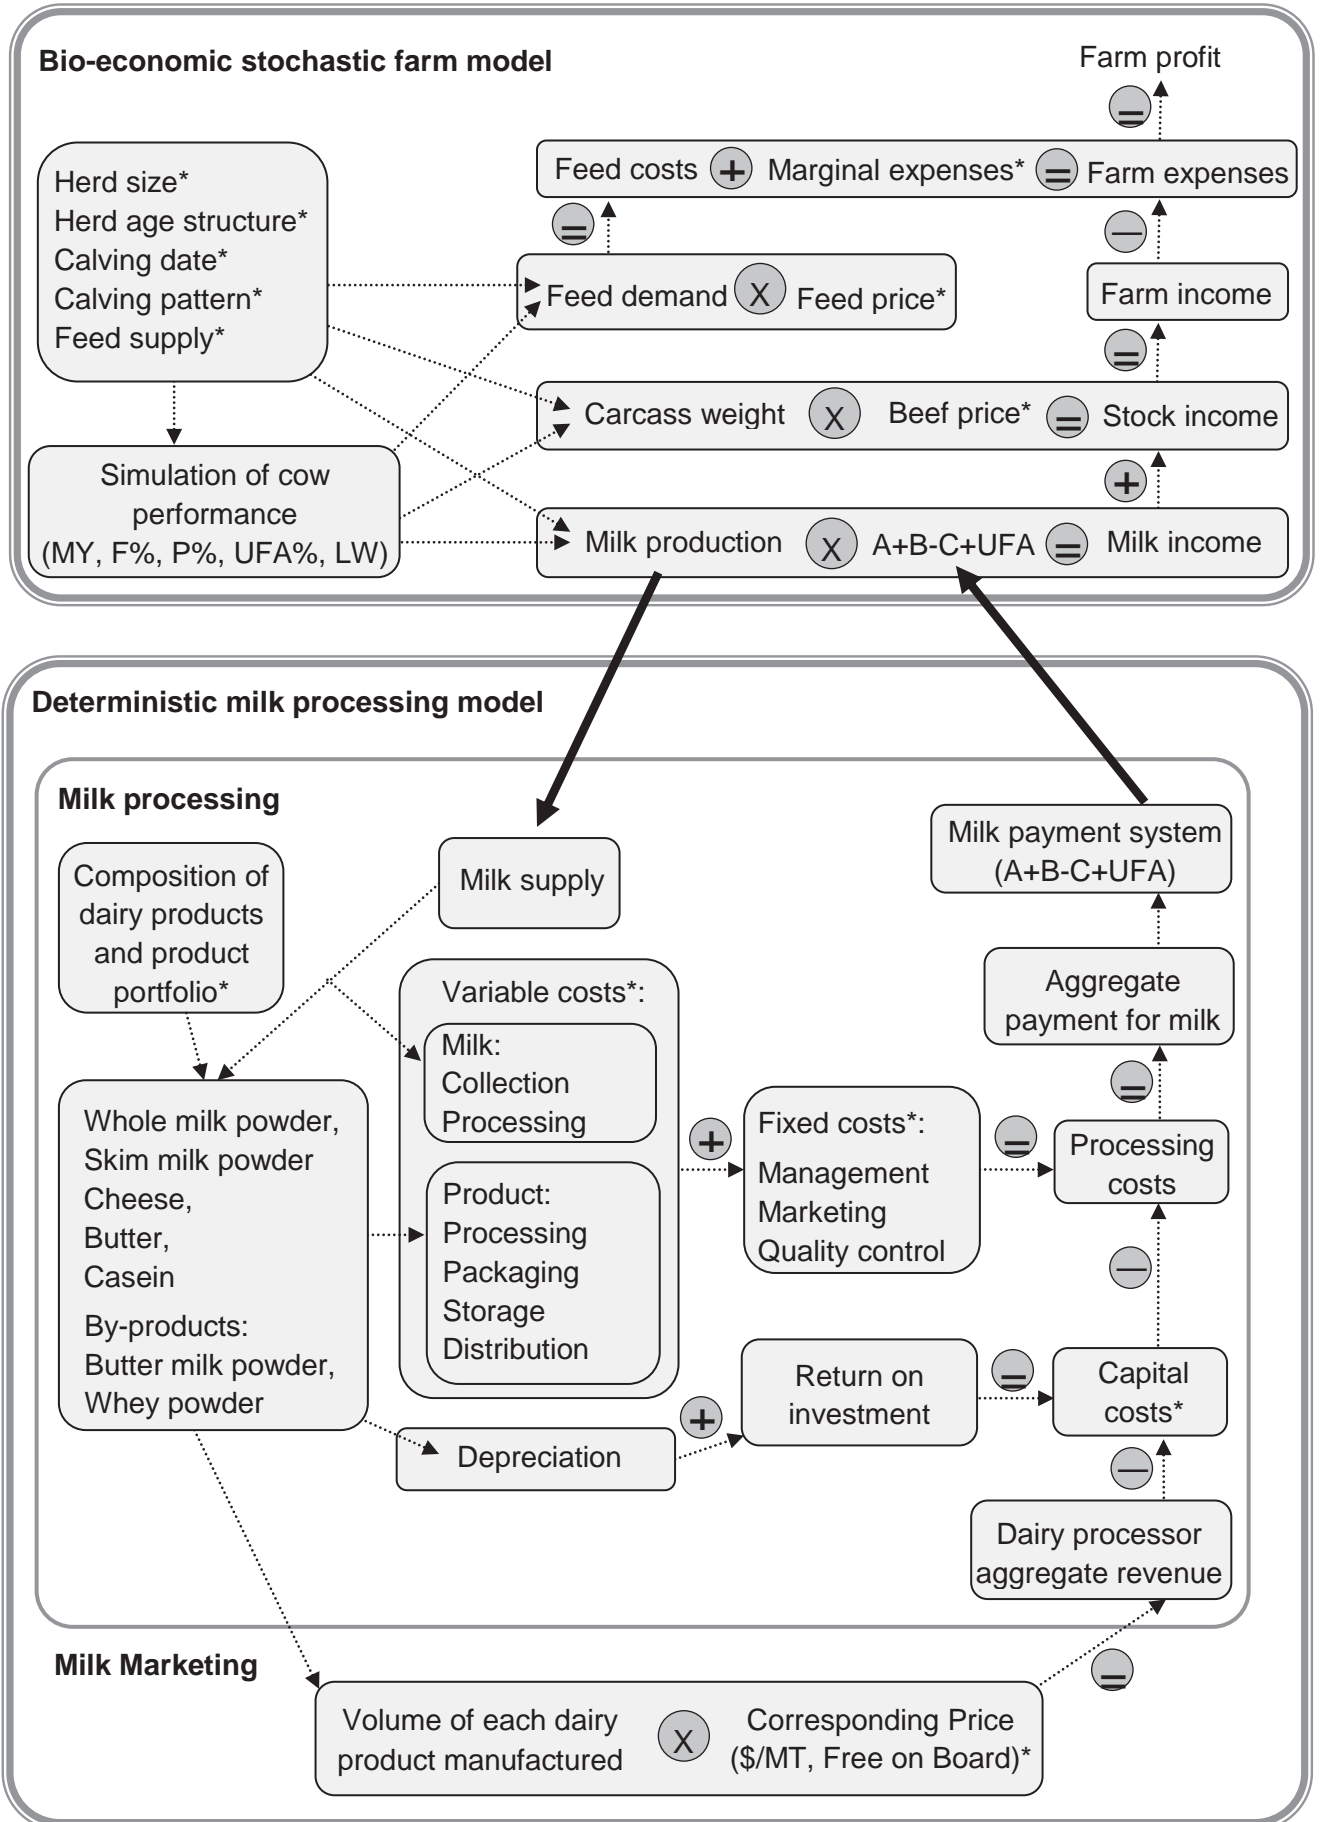 Bio-economic stochastic farm model
Farm profit
=
Feed costs + Marginal expenses* = Farm expenses
Herd size*
Herd age structure*
Calving date*
Calving pattern*
Feed supply*
=
—
Feed demand X Feed price*
Farm income
=
Carcass weight X Beef price* = Stock income
+
Simulation of cow
performance
(MY, F%, P%, UFA%, LW)
Milk production X A+B-C+UFA = Milk income
Deterministic milk processing model
Milk processing
Composition of
dairy products
and product
portfolio*
Milk supply
Milk payment system
(A+B-C+UFA)
Aggregate
payment for milk
=
Variable costs*:
Milk:
Collection
Processing
Product:
Processing
Packaging
Storage
Distribution
+
Fixed costs*:
Management
Marketing
Quality control
=
Processing
costs
—
Whole milk powder,
Skim milk powder
Cheese,
Butter,
Casein
By-products:
Butter milk powder,
Whey powder
Depreciation
+
Return on
investment
=
Capital
costs*
—
Dairy processor
aggregate revenue
=
Milk Marketing
Volume of each dairy
product manufactured
X
Corresponding Price
($/MT, Free on Board)*